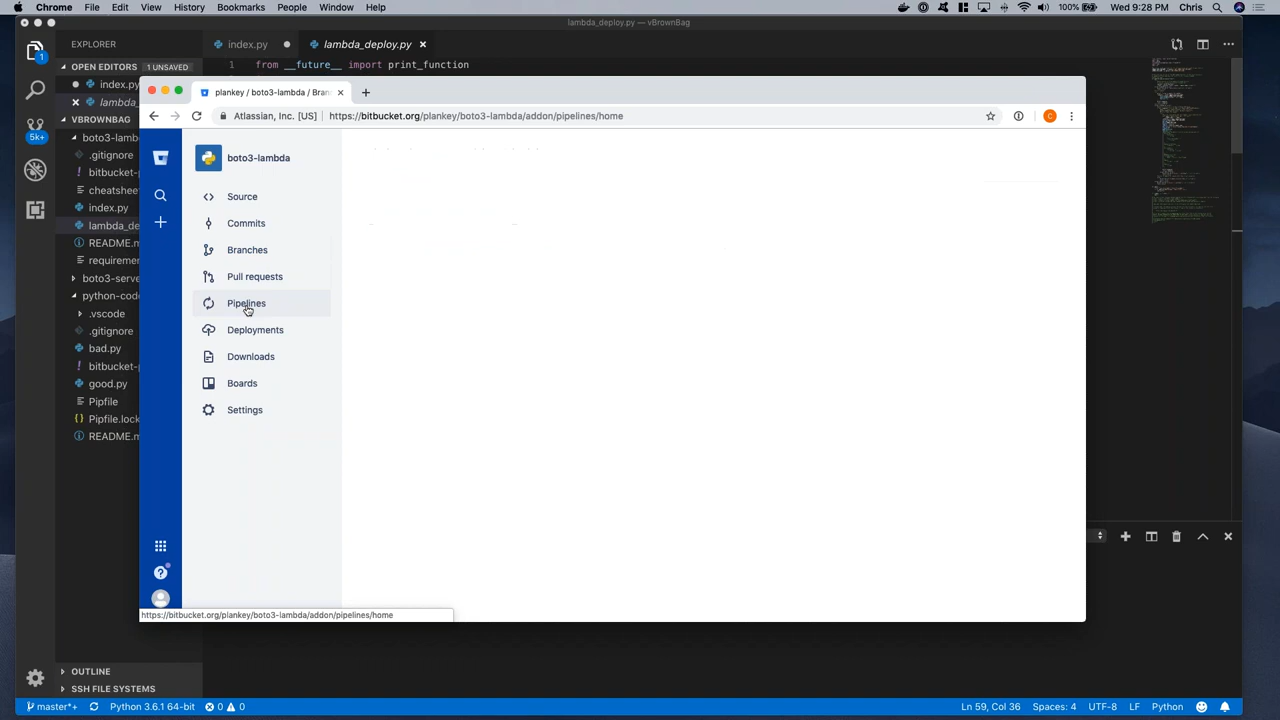 Chrome File Edit View History Bookmarks People Window Help 100% Wed 9:28 PM Chris
lambda_deploy.py — vBrownBag
EXPLORER
index.py
lambda_deploy.py
OPEN EDITORS 1 UNSAVED
1 from __future__ import print_function
index.py
lambda_
VBROWNBAG
boto3-lamb
.gitignore
bitbucket-p
cheatsheet
index.py
lambda_de
README.m
requiremen
boto3-serve
python-code
.vscode
.gitignore
bad.py
bitbucket-p
good.py
Pipfile
Pipfile.lock
README.m
OUTLINE
SSH FILE SYSTEMS
5k+
1
plankey / boto3-lambda / Bran
Atlassian, Inc. [US] https://bitbucket.org/plankey/boto3-lambda/addon/pipelines/home
C
boto3-lambda
Source
Commits
Branches
Pull requests
Pipelines
Deployments
Downloads
Boards
Settings
https://bitbucket.org/plankey/boto3-lambda/addon/pipelines/home
master*+ Python 3.6.1 64-bit 0 0 Ln 59, Col 36 Spaces: 4 UTF-8 LF Python